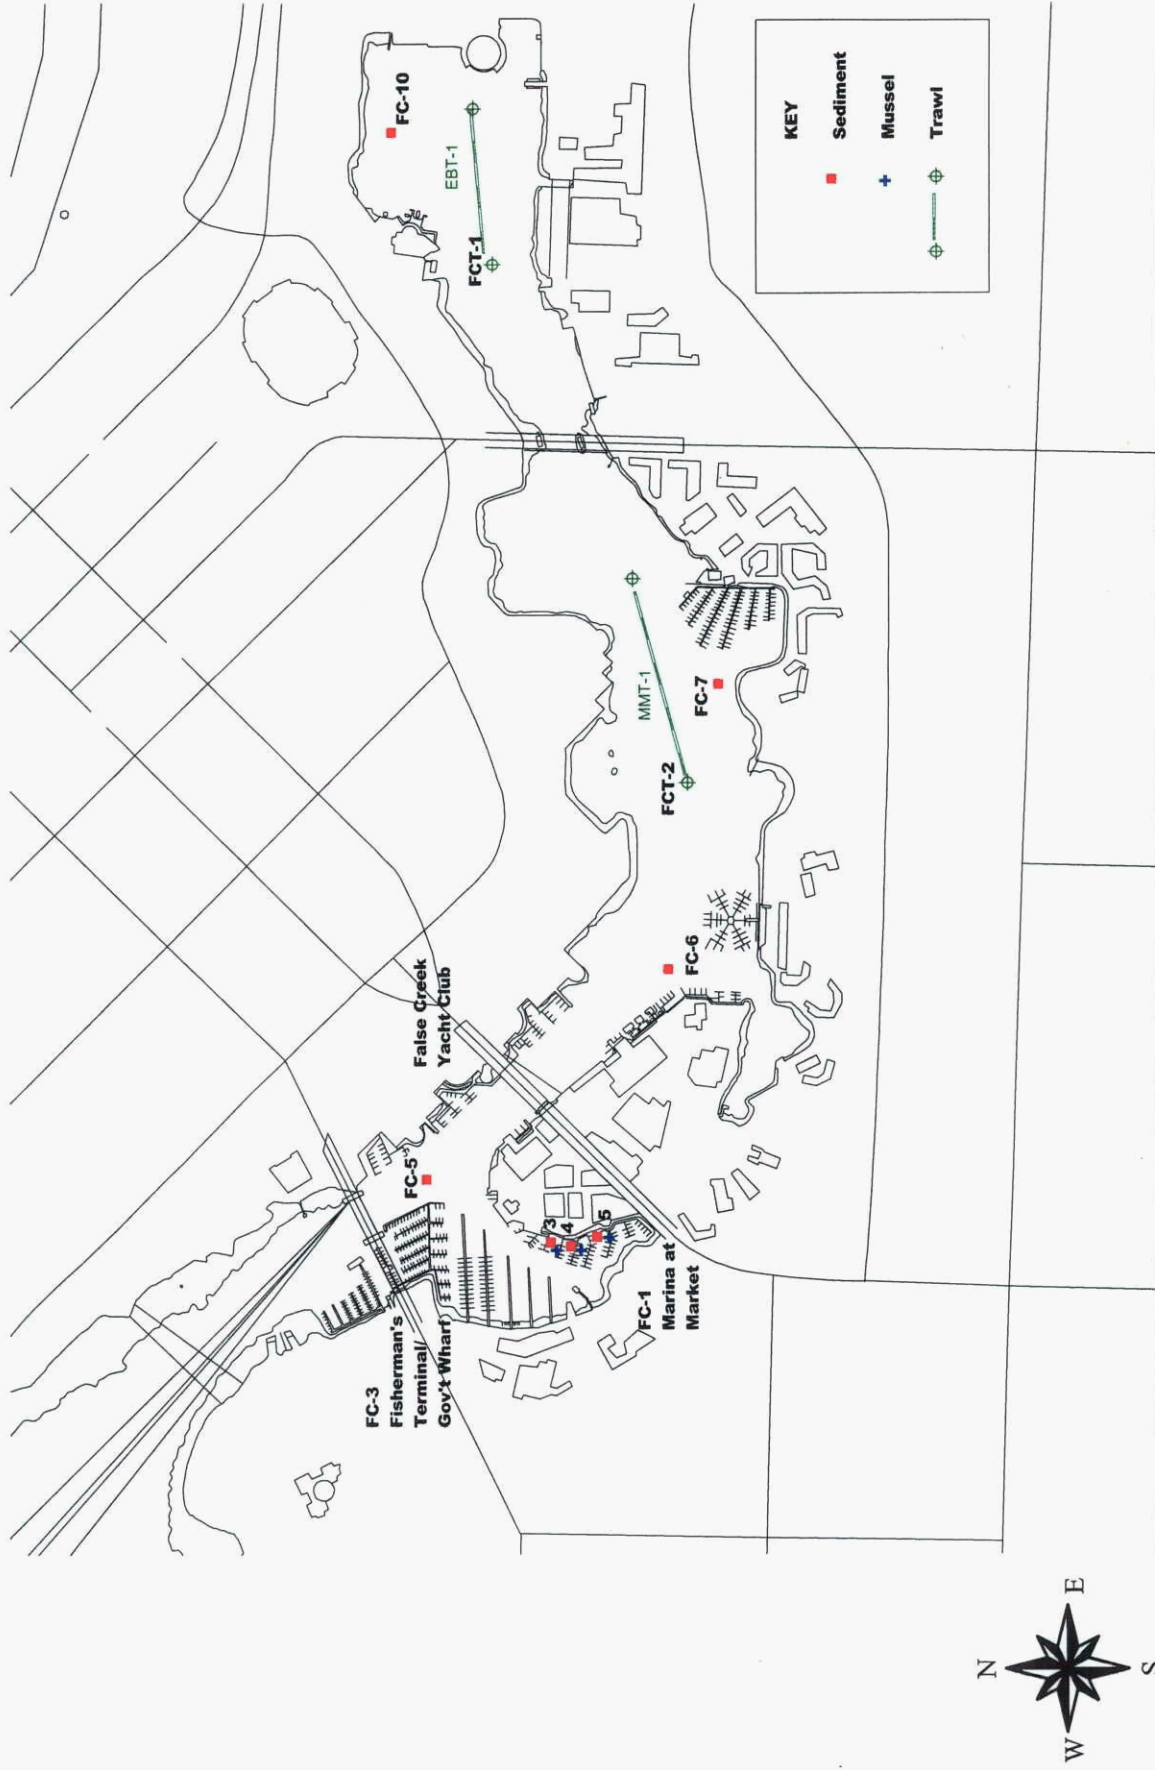 FC-10
EBT-1
FCT-1
MMT-1
FCT-2
FC-7
FC-6
False Creek
Yacht Club
FC-5
3
4
5
FC-1
Marina at
Market
FC-3
Fisherman's
Terminal/
Gov't Wharf
KEY
Sediment
Mussel
Trawl
N
W
E
S